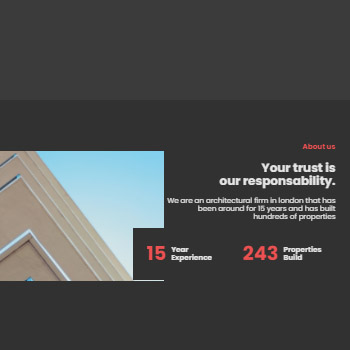 About us
Your trust is
our responsability.
We are an architectural firm in london that has
been around for 15 years and has built
hundreds of properties
15 Year
Experience
243 Properties
Build